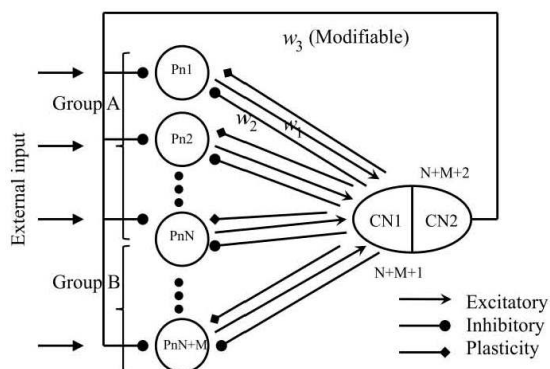 w3 (Modifiable)
Pn1
Group A
w2
w1
Pn2
N+M+2
External input
CN1
CN2
PnN
N+M+1
Group B
Excitatory
Inhibitory
PnN+M
Plasticity